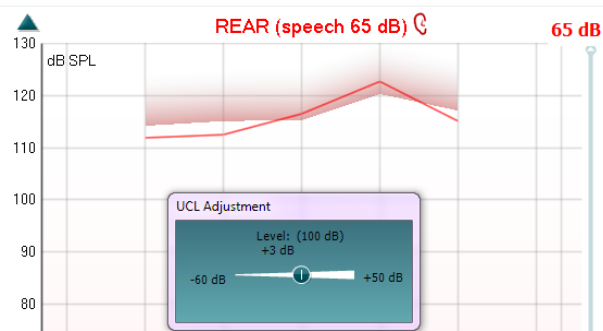 REAR (speech 65 dB)
65 dB
130
dB SPL
120
110
100
90
80
UCL Adjustment
Level: (100 dB)
+3 dB
-60 dB
+50 dB